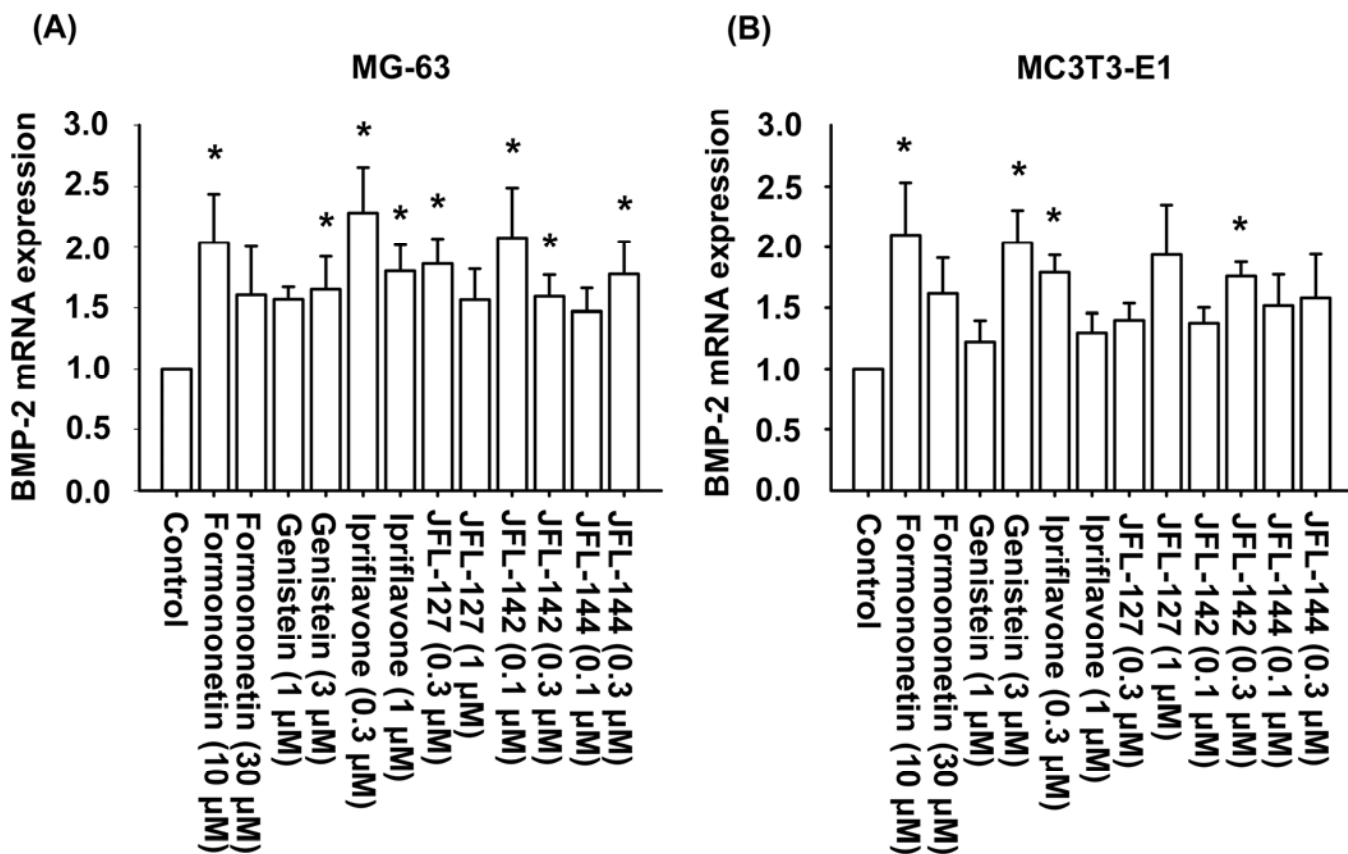 (A)
MG-63
BMP-2 mRNA expression
3.0
2.5
2.0
1.5
1.0
0.5
0.0
*
*
*
*
*
*
*
*
Control
Formononetin (10 µM)
Formononetin (30 µM)
Genistein (1 µM)
Genistein (3 µM)
Ipriflavone (0.3 µM)
Ipriflavone (1 µM)
JFL-127 (0.3 µM)
JFL-127 (1 µM)
JFL-142 (0.1 µM)
JFL-142 (0.3 µM)
JFL-144 (0.1 µM)
JFL-144 (0.3 µM)
(B)
MC3T3-E1
BMP-2 mRNA expression
3.0
2.5
2.0
1.5
1.0
0.5
0.0
*
*
*
*
Control
Formononetin (10 µM)
Formononetin (30 µM)
Genistein (1 µM)
Genistein (3 µM)
Ipriflavone (0.3 µM)
Ipriflavone (1 µM)
JFL-127 (0.3 µM)
JFL-127 (1 µM)
JFL-142 (0.1 µM)
JFL-142 (0.3 µM)
JFL-144 (0.1 µM)
JFL-144 (0.3 µM)